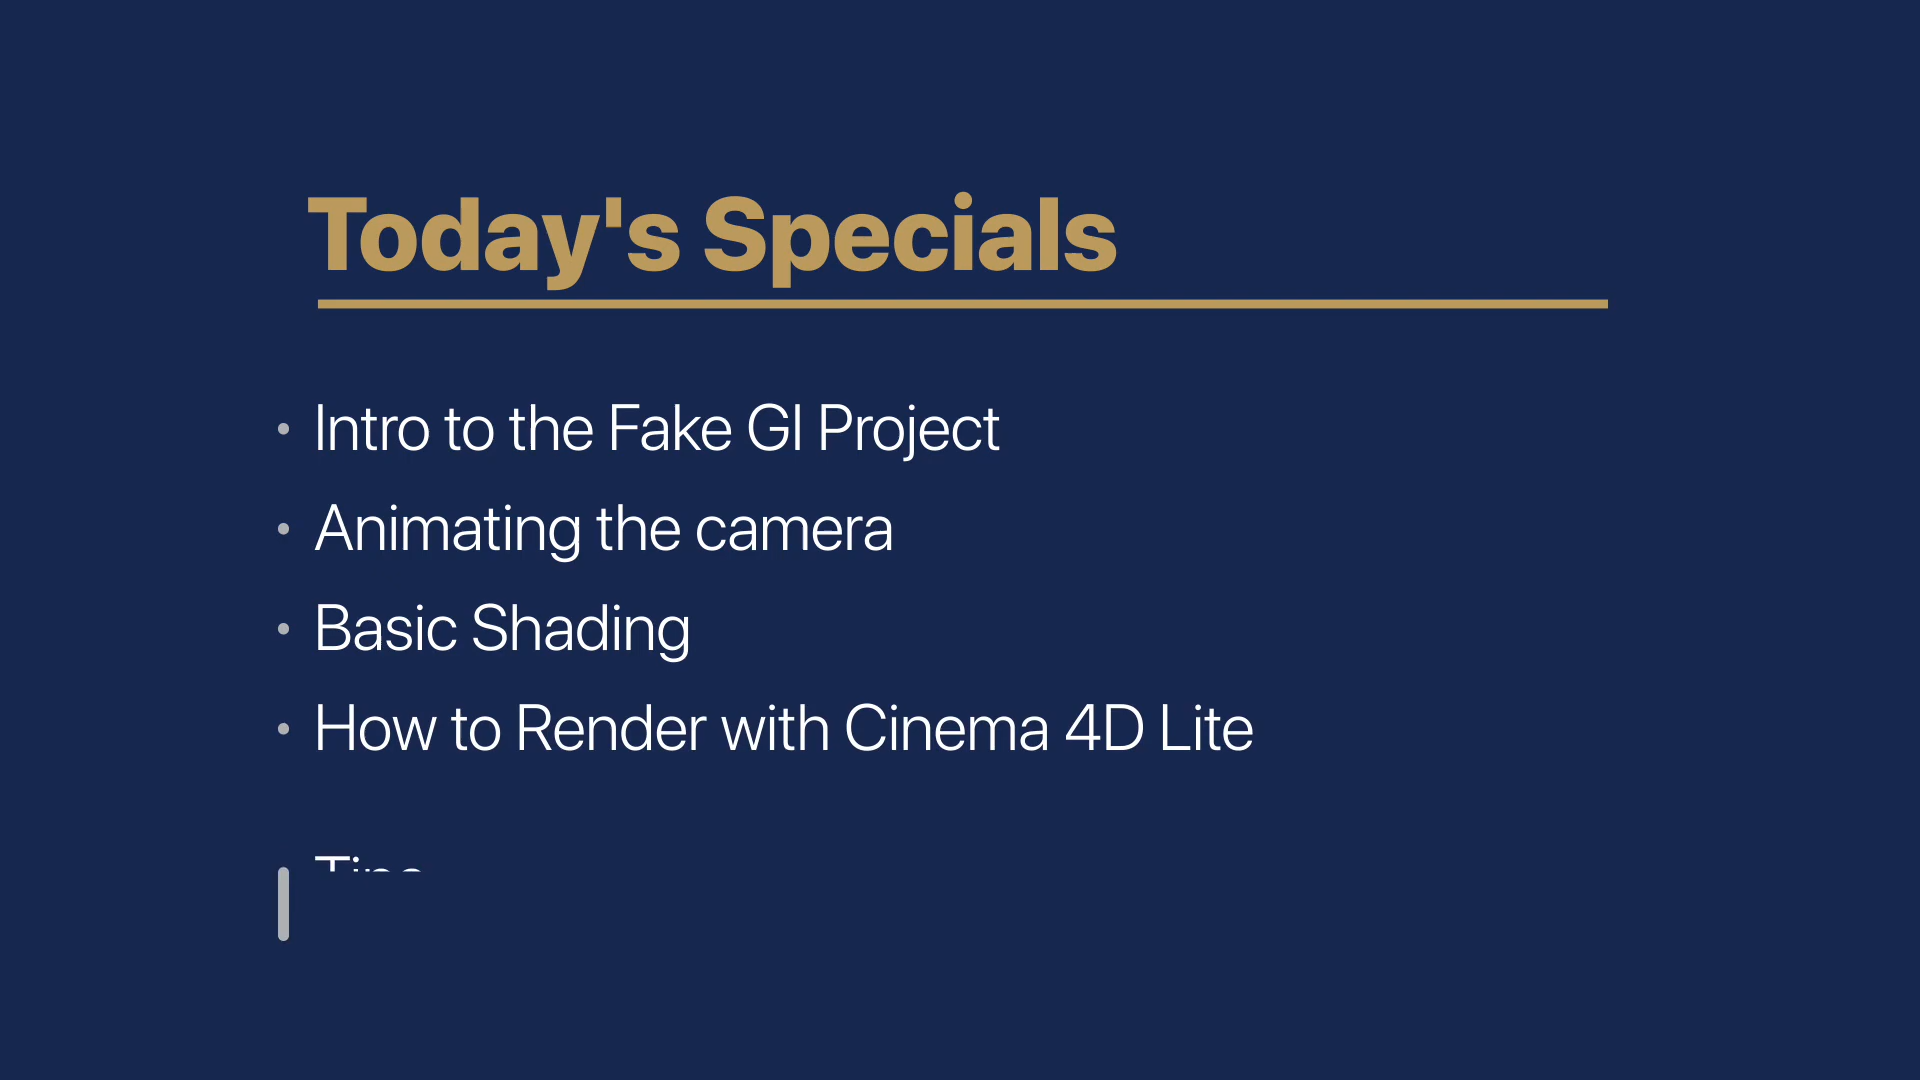 Today's Specials
• Intro to the Fake GI Project
• Animating the camera
• Basic Shading
• How to Render with Cinema 4D Lite